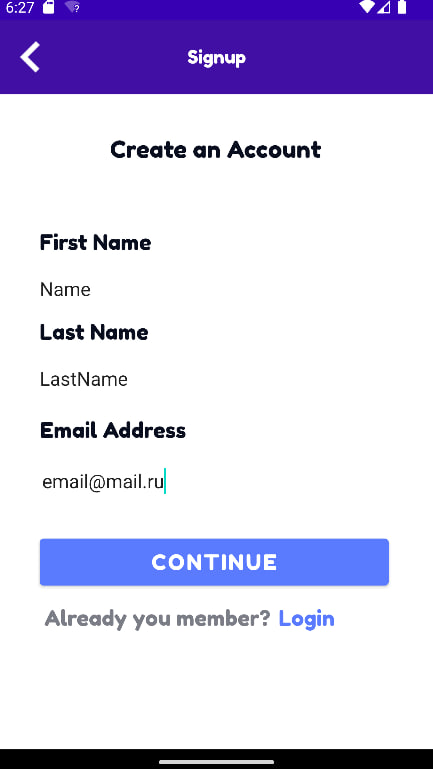 6:27
Signup
Create an Account
First Name
Name
Last Name
LastName
Email Address
email@mail.ru
CONTINUE
Already you member? Login